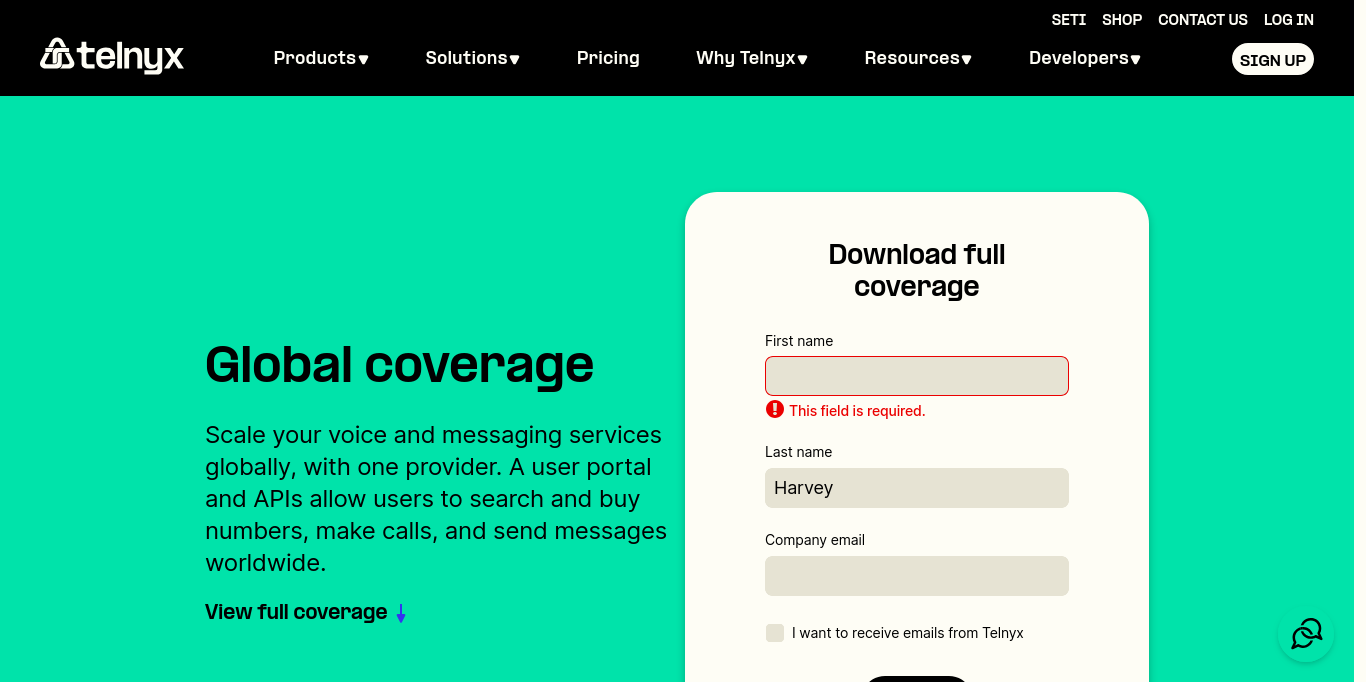 SETI SHOP CONTACT US LOG IN
telnyx Products Solutions Pricing Why Telnyx Resources Developers SIGN UP
Global coverage
Scale your voice and messaging services
globally, with one provider. A user portal
and APIs allow users to search and buy
numbers, make calls, and send messages
worldwide.
View full coverage
Download full
coverage
First name
This field is required.
Last name
Harvey
Company email
I want to receive emails from Telnyx